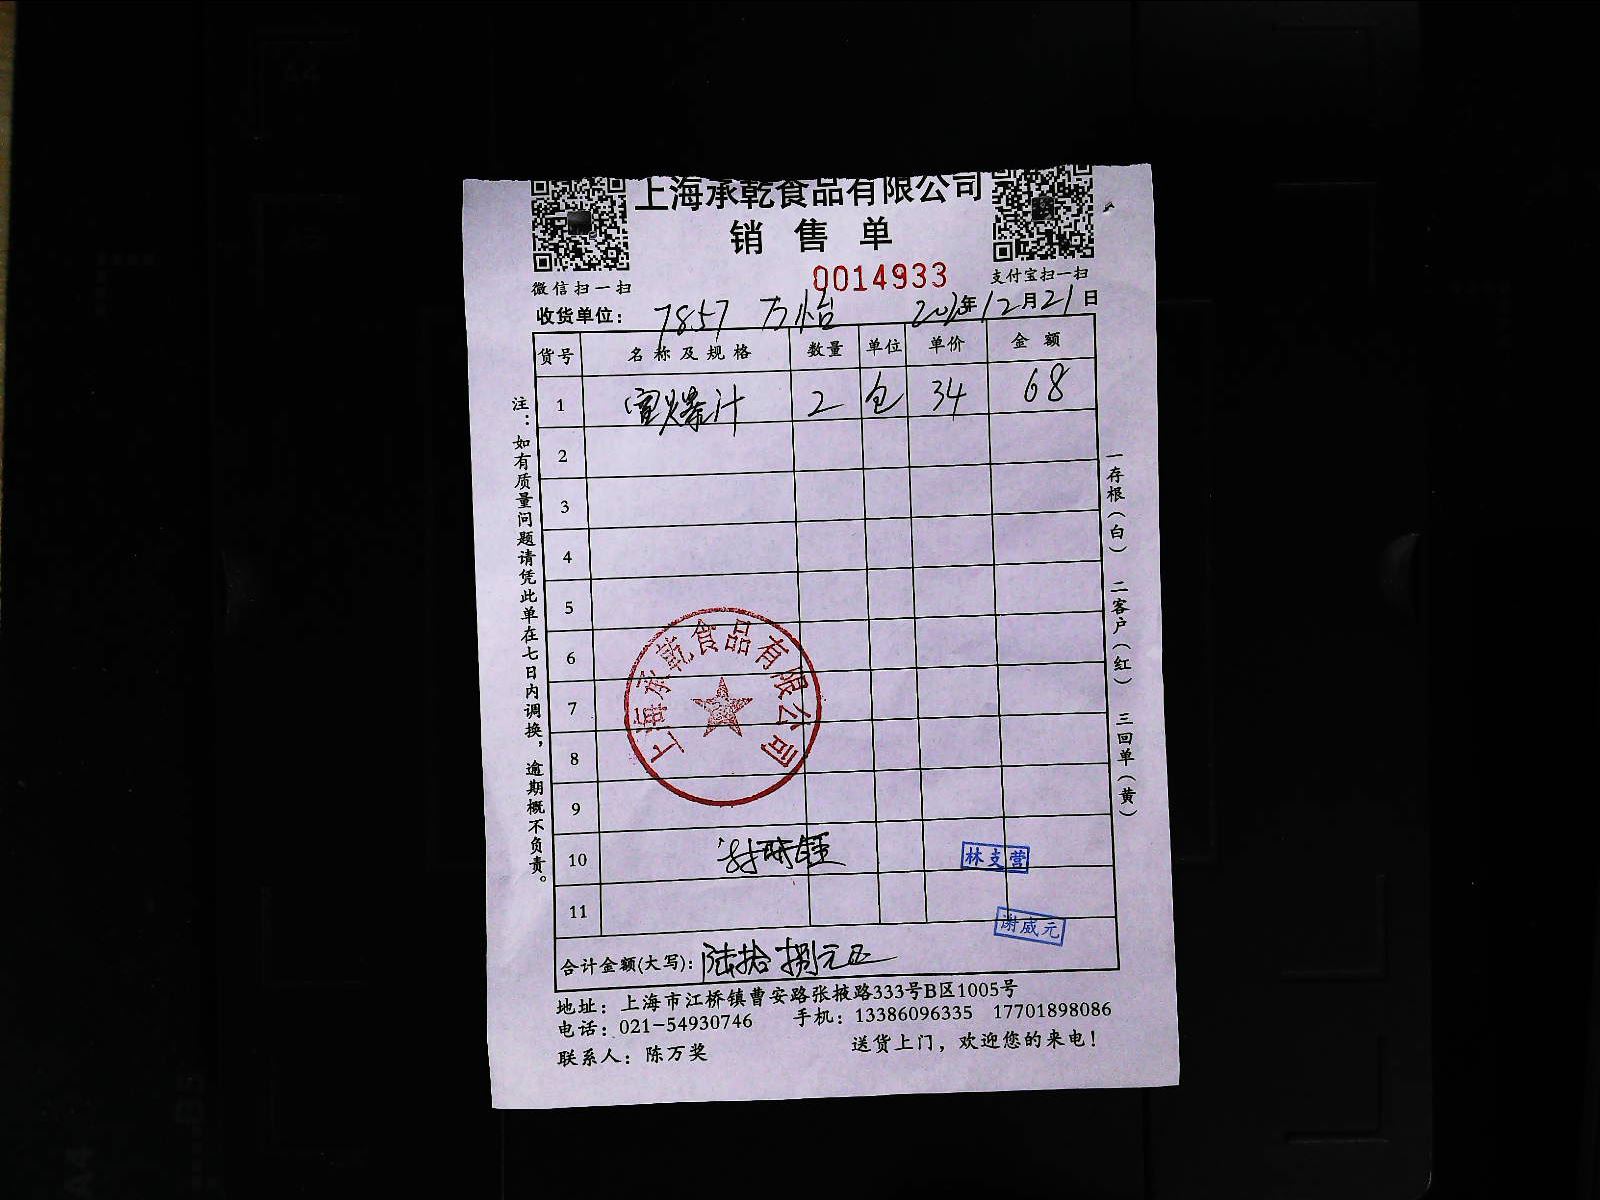 上海承乾食品有限公司
销售单
0014933
微信扫一扫
支付宝扫一扫
收货单位: 7857 万怡 年12月21日
货号 名称及规格 数量 单位 单价 金额
1 汁 2 包 34 68
2
3
4
5
6
7
8
9
10
11
上海承乾食品有限公司
林支营
谢威元
合计金额(大写): 陆拾捌元正
地址: 上海市江桥镇曹安路张掖路333号B区1005号
电话: 021-54930746 手机: 13386096335 17701898086
联系人: 陈万奖 送货上门, 欢迎您的来电!
注: 如有质量问题请凭此单在七日内调换, 逾期概不负责。
一存根(白) 二客户(红) 三回单(黄)